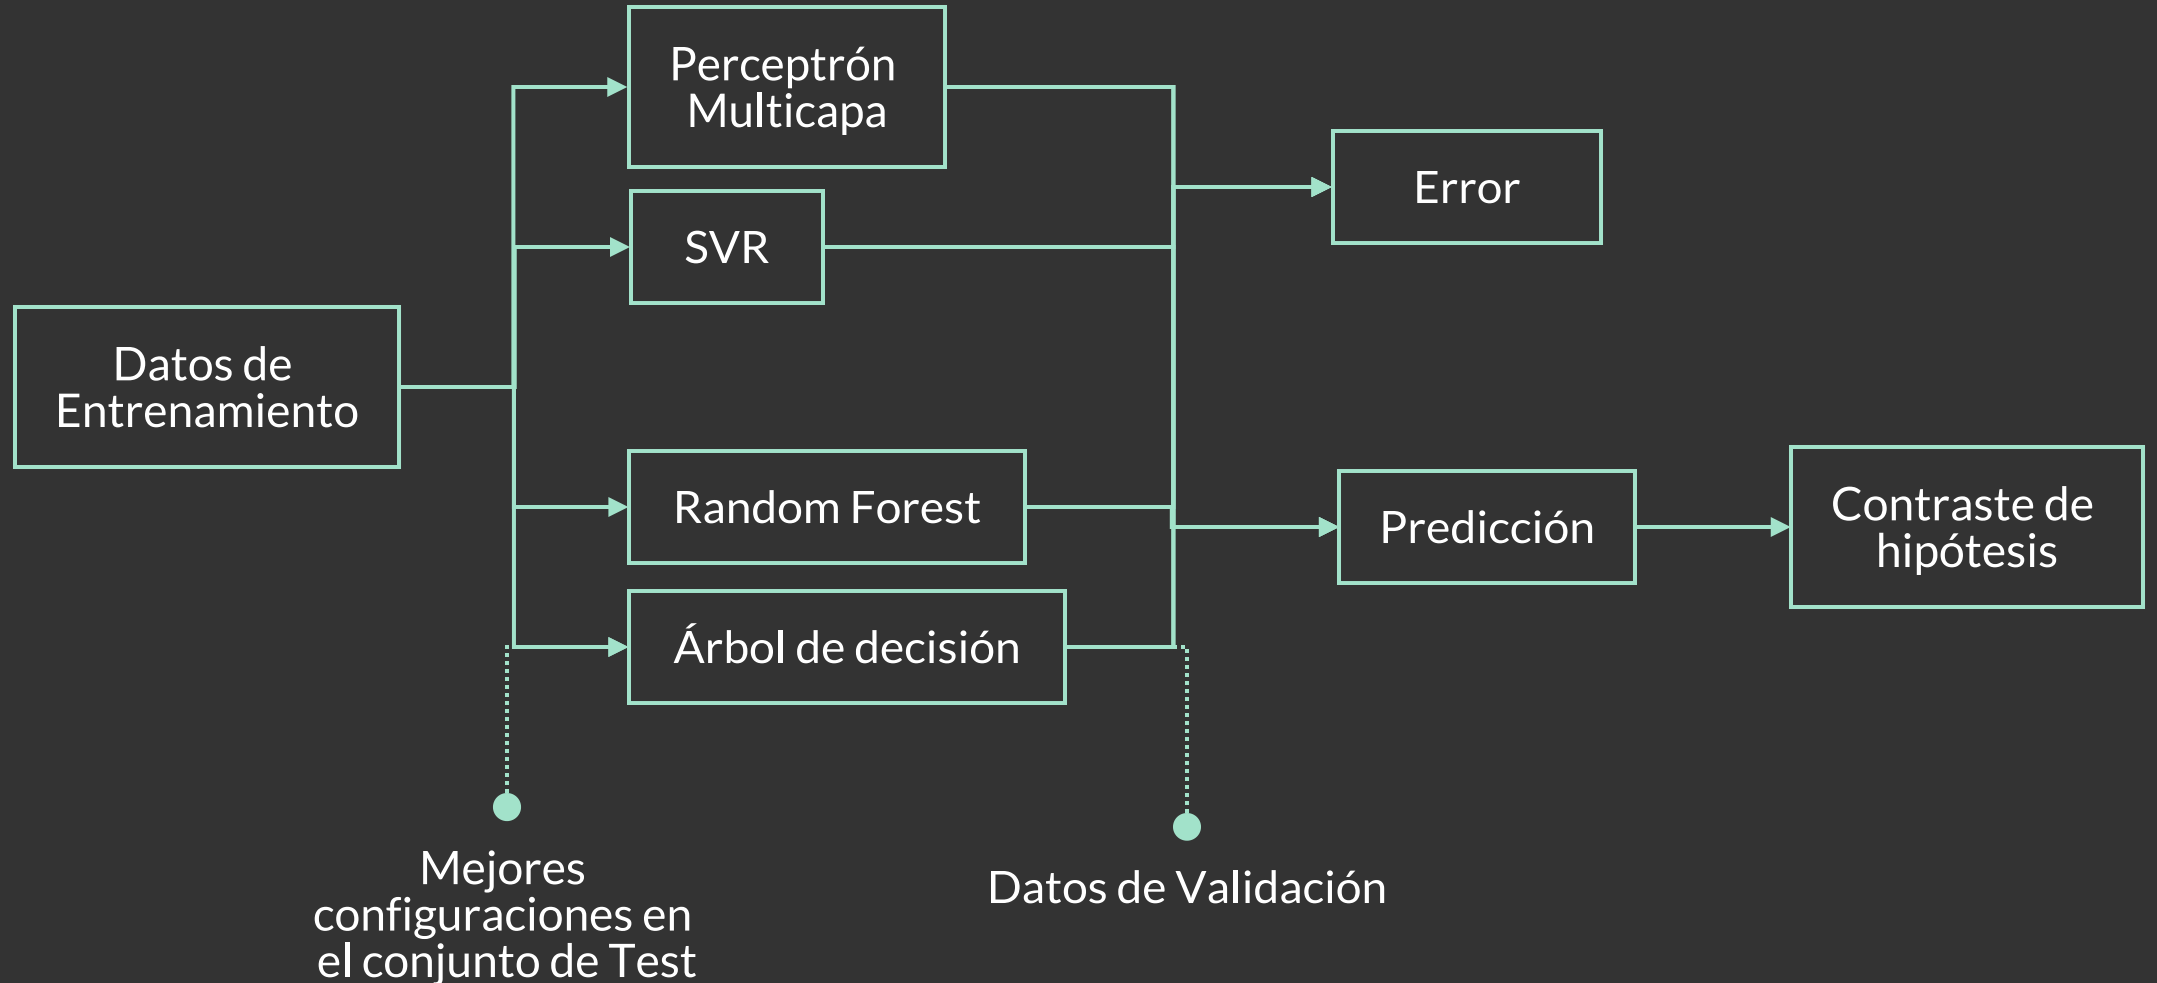 Perceptrón
Multicapa
SVR
Error
Datos de
Entrenamiento
Random Forest
Árbol de decisión
Predicción
Contraste de
hipótesis
Mejores
configuraciones en
el conjunto de Test
Datos de Validación